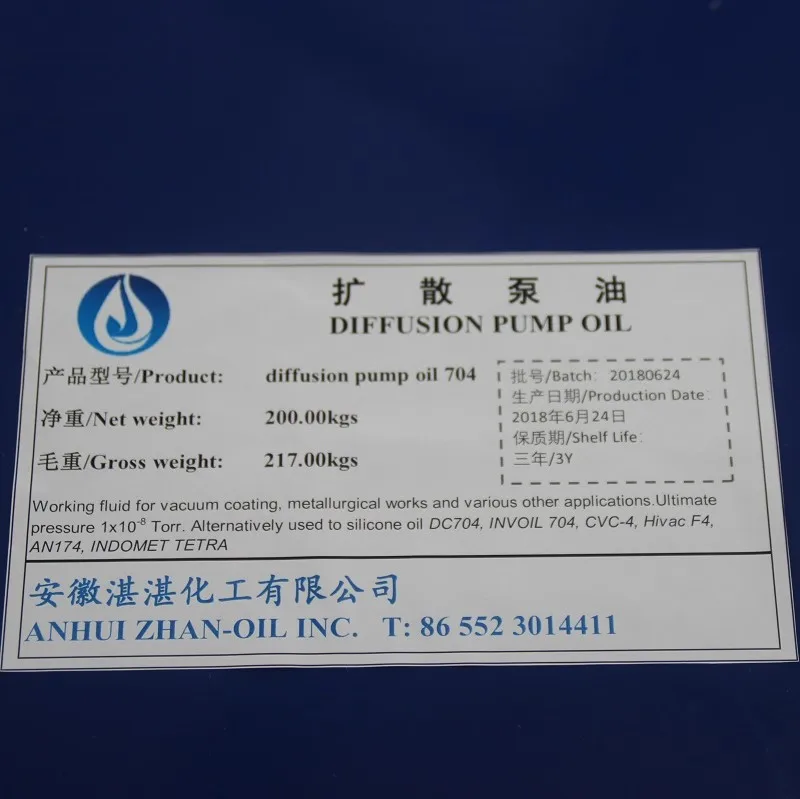 扩散泵油
DIFFUSION PUMP OIL
产品型号/Product: diffusion pump oil 704
净重/Net weight: 200.00kgs
毛重/Gross weight: 217.00kgs
批号/Batch: 20180624
生产日期/Production Date:
2018年6月24日
保质期/Shelf Life:
三年/3Y
Working fluid for vacuum coating, metallurgical works and various other applications.Ultimate
pressure 1x10⁻⁸ Torr. Alternatively used to silicone oil DC704, INVOIL 704, CVC-4, Hivac F4,
AN174, INDOMET TETRA
安徽湛湛化工有限公司
ANHUI ZHAN-OIL INC. T: 86 552 3014411